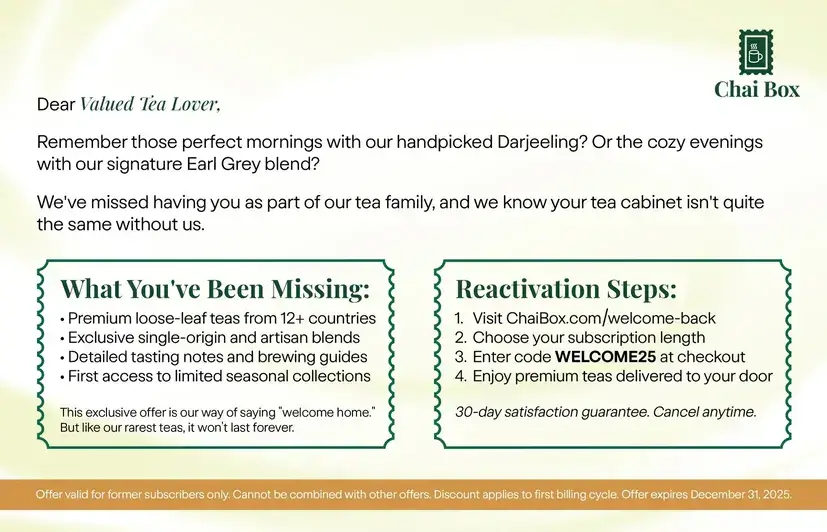 Chai Box
Dear Valued Tea Lover,
Remember those perfect mornings with our handpicked Darjeeling? Or the cozy evenings
with our signature Earl Grey blend?
We've missed having you as part of our tea family, and we know your tea cabinet isn't quite
the same without us.
What You've Been Missing:
• Premium loose-leaf teas from 12+ countries
• Exclusive single-origin and artisan blends
• Detailed tasting notes and brewing guides
• First access to limited seasonal collections
This exclusive offer is our way of saying "welcome home."
But like our rarest teas, it won't last forever.
Reactivation Steps:
1. Visit ChaiBox.com/welcome-back
2. Choose your subscription length
3. Enter code WELCOME25 at checkout
4. Enjoy premium teas delivered to your door
30-day satisfaction guarantee. Cancel anytime.
Offer valid for former subscribers only. Cannot be combined with other offers. Discount applies to first billing cycle. Offer expires December 31, 2025.